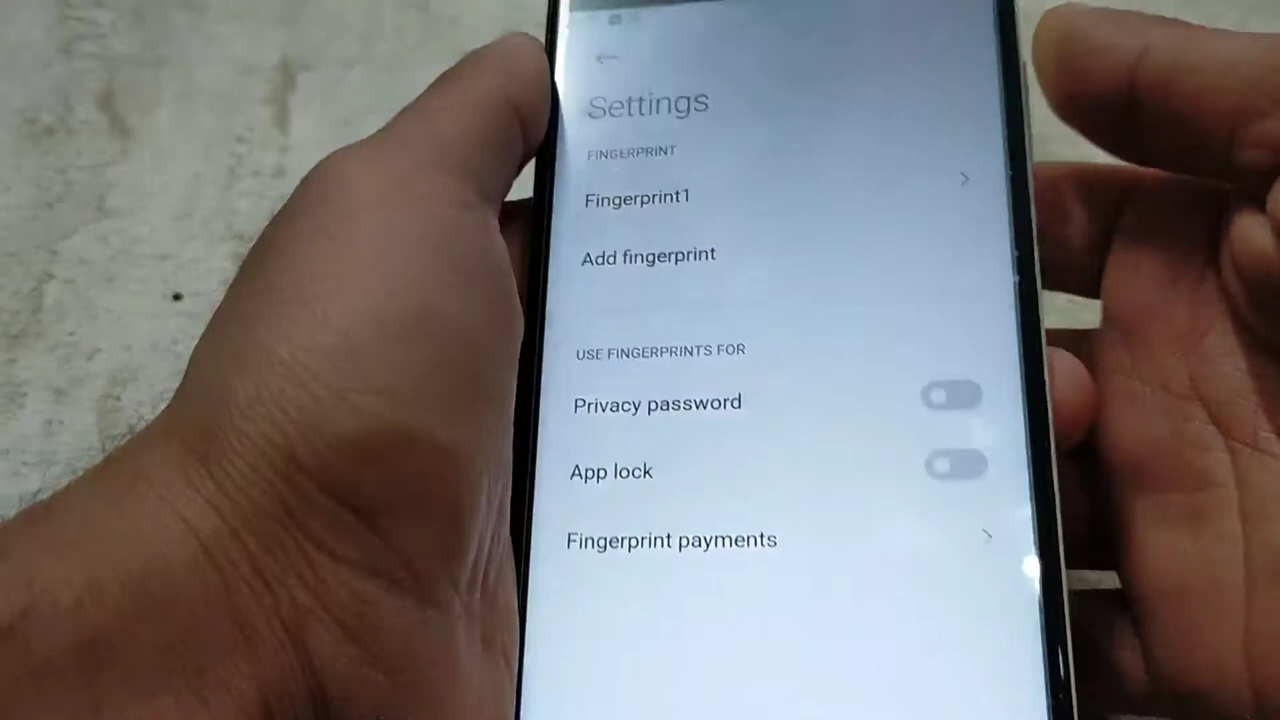 Settings
FINGERPRINT
Fingerprint1
Add fingerprint
USE FINGERPRINTS FOR
Privacy password
App lock
Fingerprint payments